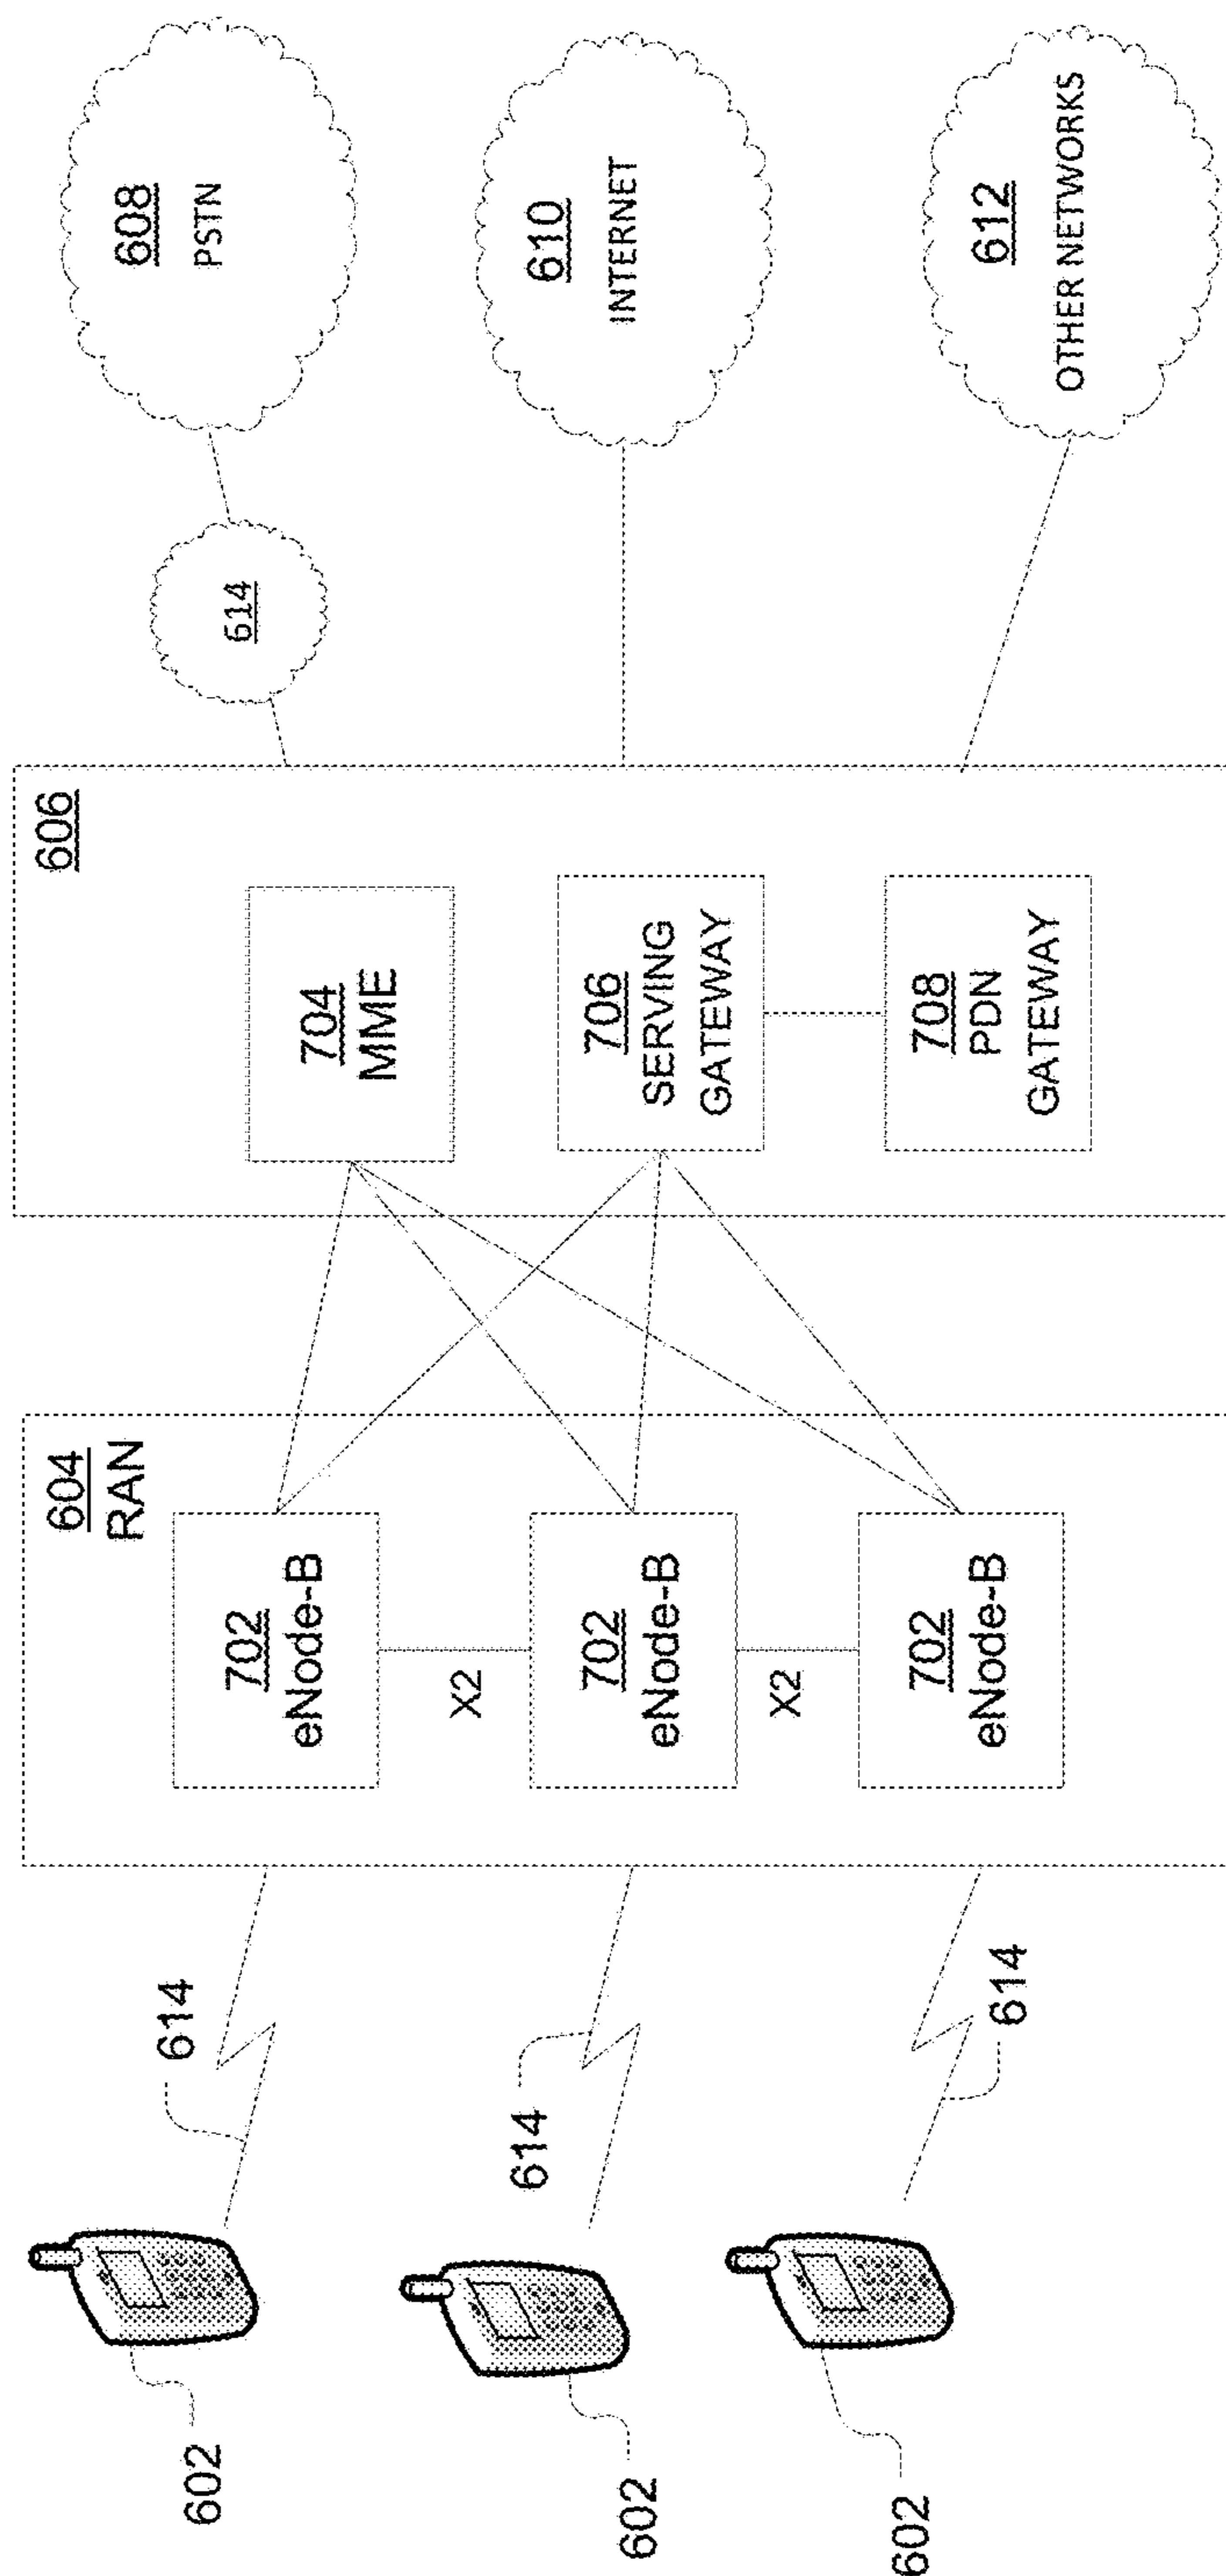 602
602
602
614
614
614
604
RAN
702
eNode-B
X2
702
eNode-B
X2
702
eNode-B
606
704
MME
706
SERVING
GATEWAY
708
PDN
GATEWAY
614
608
PSTN
610
INTERNET
612
OTHER NETWORKS